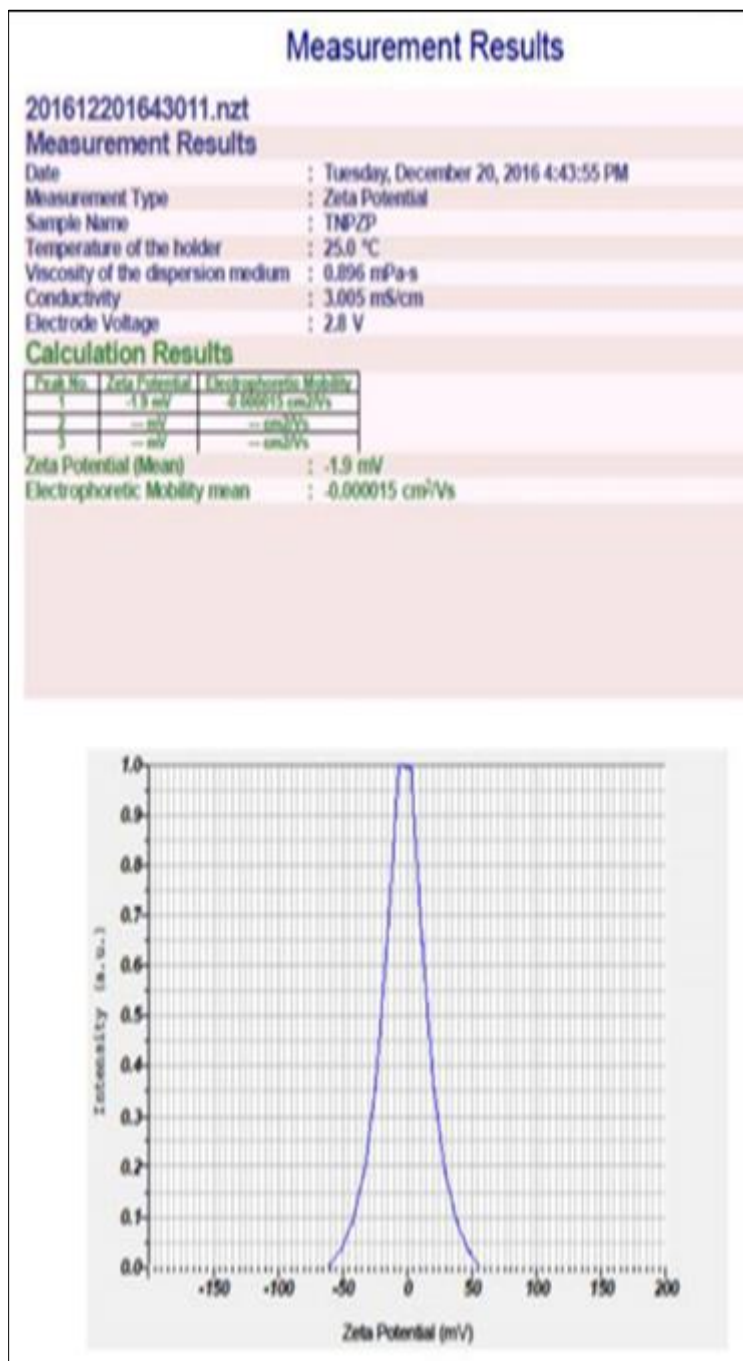 Measurement Results
201612201643011.nzt
Measurement Results
Date : Tuesday, December 20, 2016 4:43:55 PM
Measurement Type : Zeta Potential
Sample Name : TNPZP
Temperature of the holder : 25.0 °C
Viscosity of the dispersion medium : 0.896 mPa·s
Conductivity : 3.005 mS/cm
Electrode Voltage : 2.8 V
Calculation Results
Peak No. Zeta Potential Electrophoretic Mobility
1 -1.9 mV -0.000015 cm2/Vs
2 -- mV -- cm2/Vs
3 -- mV -- cm2/Vs
Zeta Potential (Mean) : -1.9 mV
Electrophoretic Mobility mean : -0.000015 cm²/Vs
1.0
0.9
0.8
0.7
0.6
0.5
0.4
0.3
0.2
0.1
0.0
Intensity (a.u.)
-150 -100 -50 0 50 100 150 200
Zeta Potential (mV)